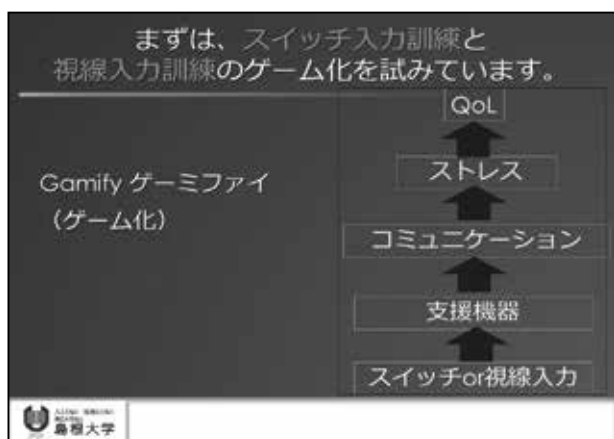 まずは、スイッチ入力訓練と
視線入力訓練のゲーム化を試みています。
QoL
ストレス
Gamify ゲーミファイ
（ゲーム化）
コミュニケーション
支援機器
スイッチor視線入力
島根大学